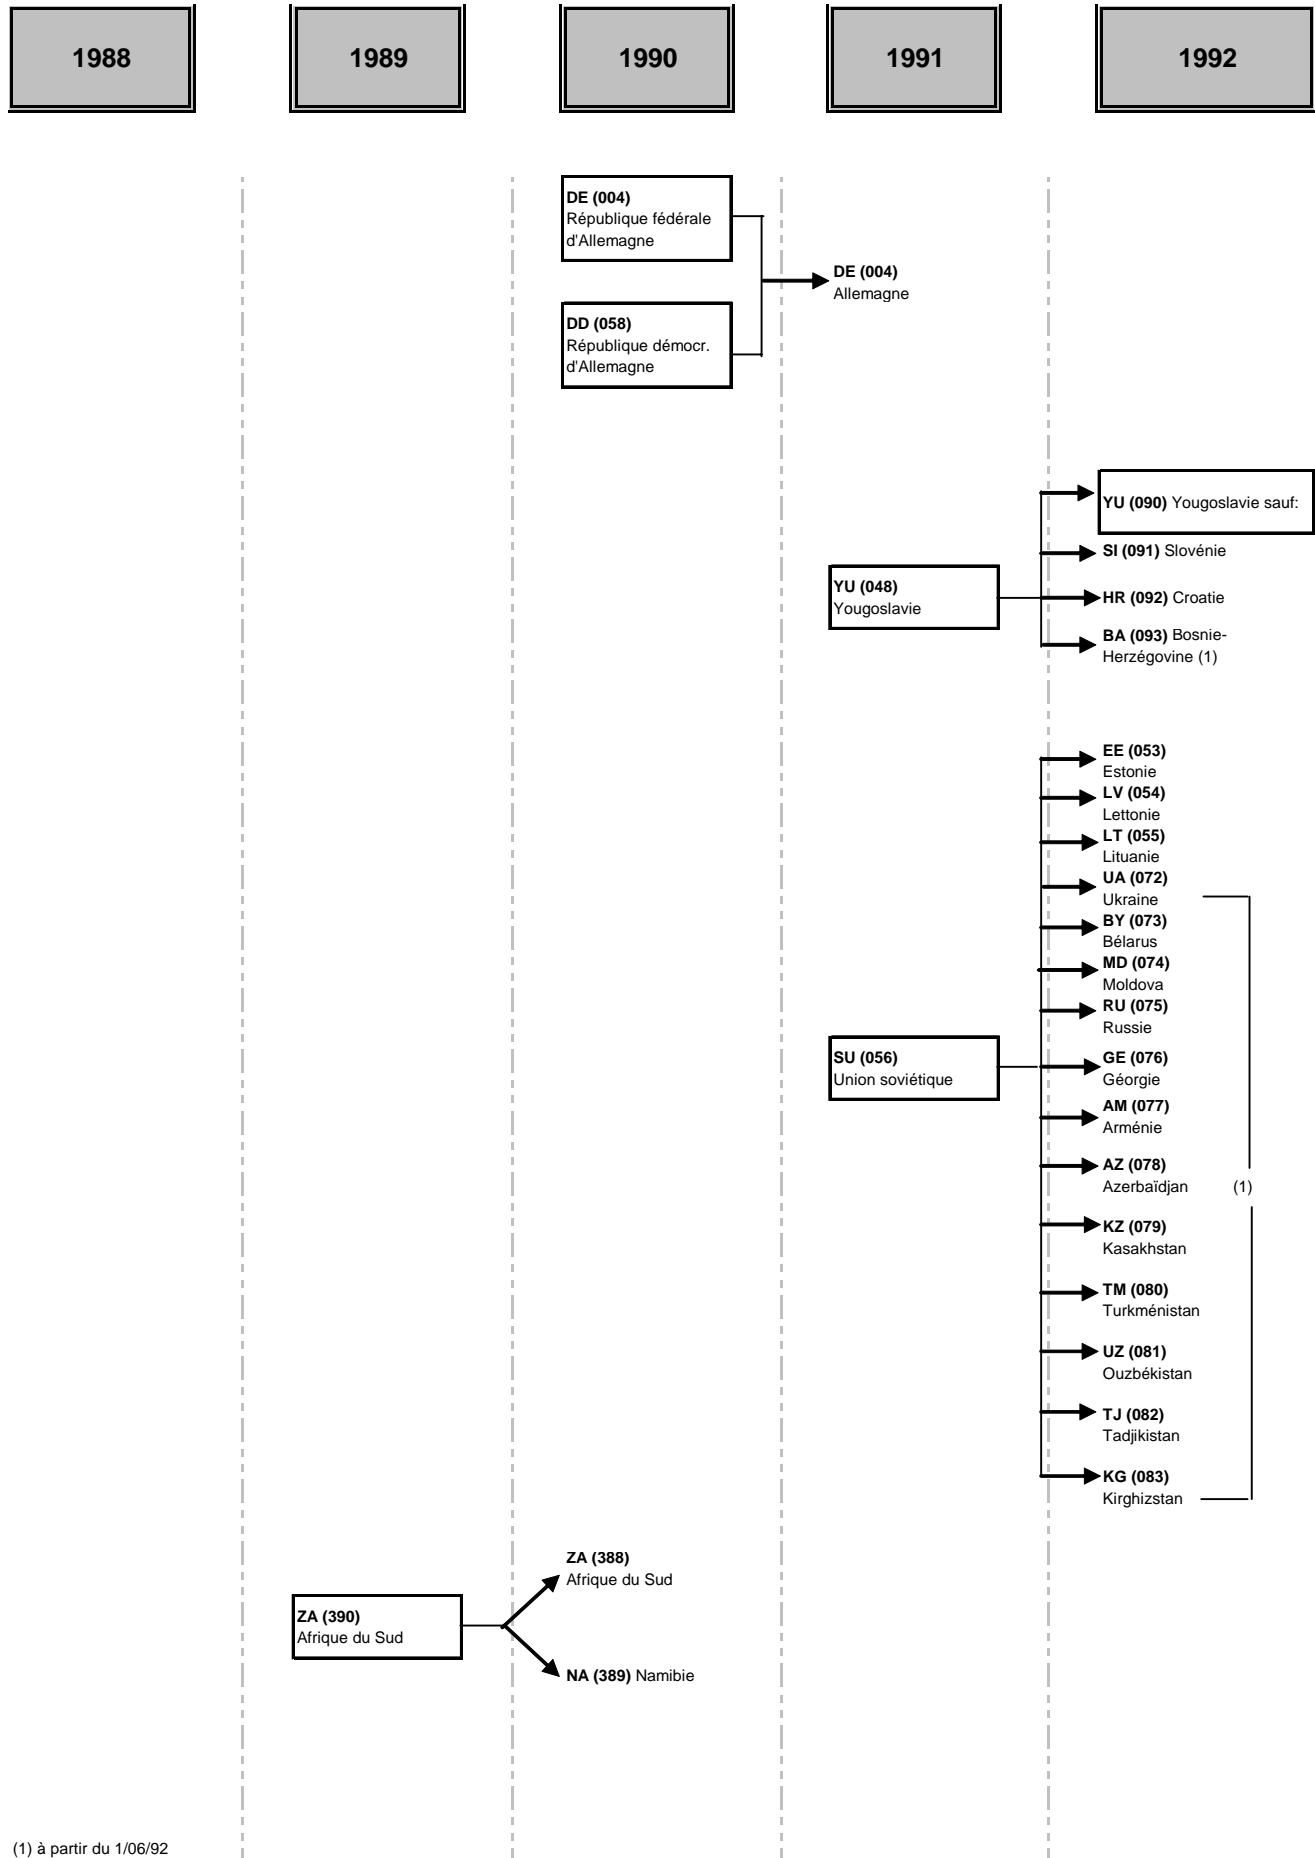 1988
1989
1990
1991
1992
DE (004)
République fédérale
d'Allemagne
DE (004)
Allemagne
DD (058)
République démocr.
d'Allemagne
YU (048)
Yougoslavie
YU (090) Yougoslavie sauf:
SI (091) Slovénie
HR (092) Croatie
BA (093) Bosnie-
Herzégovine (1)
SU (056)
Union soviétique
EE (053)
Estonie
LV (054)
Lettonie
LT (055)
Lituanie
UA (072)
Ukraine
BY (073)
Bélarus
MD (074)
Moldova
RU (075)
Russie
GE (076)
Géorgie
AM (077)
Arménie
AZ (078)
Azerbaïdjan
(1)
KZ (079)
Kasakhstan
TM (080)
Turkménistan
UZ (081)
Ouzbékistan
TJ (082)
Tadjikistan
KG (083)
Kirghizstan
ZA (390)
Afrique du Sud
ZA (388)
Afrique du Sud
NA (389) Namibie
(1) à partir du 1/06/92